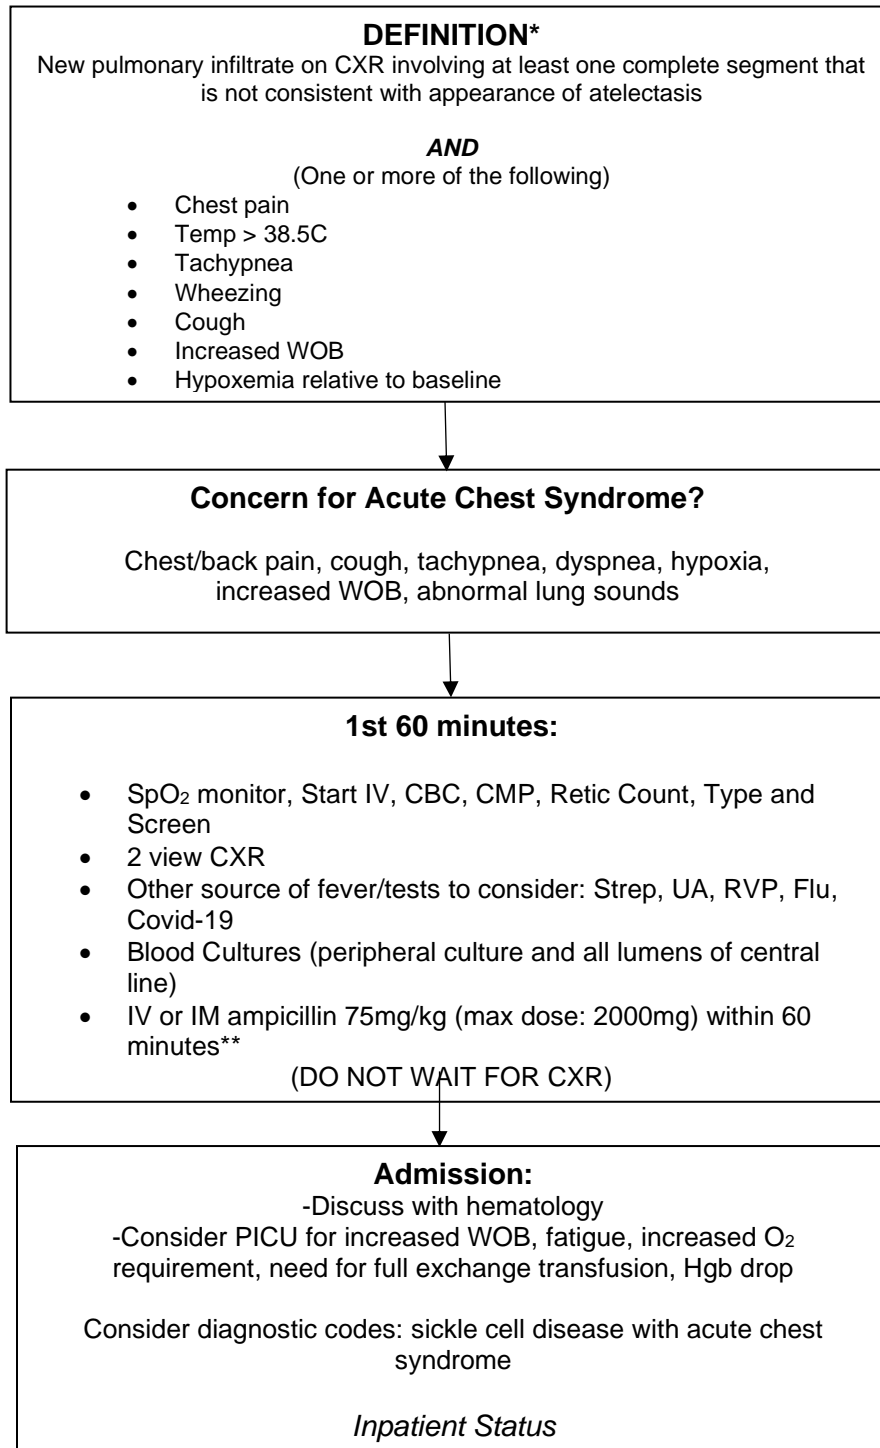 DEFINITION*
New pulmonary infiltrate on CXR involving at least one complete segment that
is not consistent with appearance of atelectasis
AND
(One or more of the following)
• Chest pain
• Temp > 38.5C
• Tachypnea
• Wheezing
• Cough
• Increased WOB
• Hypoxemia relative to baseline
Concern for Acute Chest Syndrome?
Chest/back pain, cough, tachypnea, dyspnea, hypoxia,
increased WOB, abnormal lung sounds
1st 60 minutes:
• SpO₂ monitor, Start IV, CBC, CMP, Retic Count, Type and
Screen
• 2 view CXR
• Other source of fever/tests to consider: Strep, UA, RVP, Flu,
Covid-19
• Blood Cultures (peripheral culture and all lumens of central
line)
• IV or IM ampicillin 75mg/kg (max dose: 2000mg) within 60
minutes**
(DO NOT WAIT FOR CXR)
Admission:
-Discuss with hematology
-Consider PICU for increased WOB, fatigue, increased O₂
requirement, need for full exchange transfusion, Hgb drop
Consider diagnostic codes: sickle cell disease with acute chest
syndrome
Inpatient Status